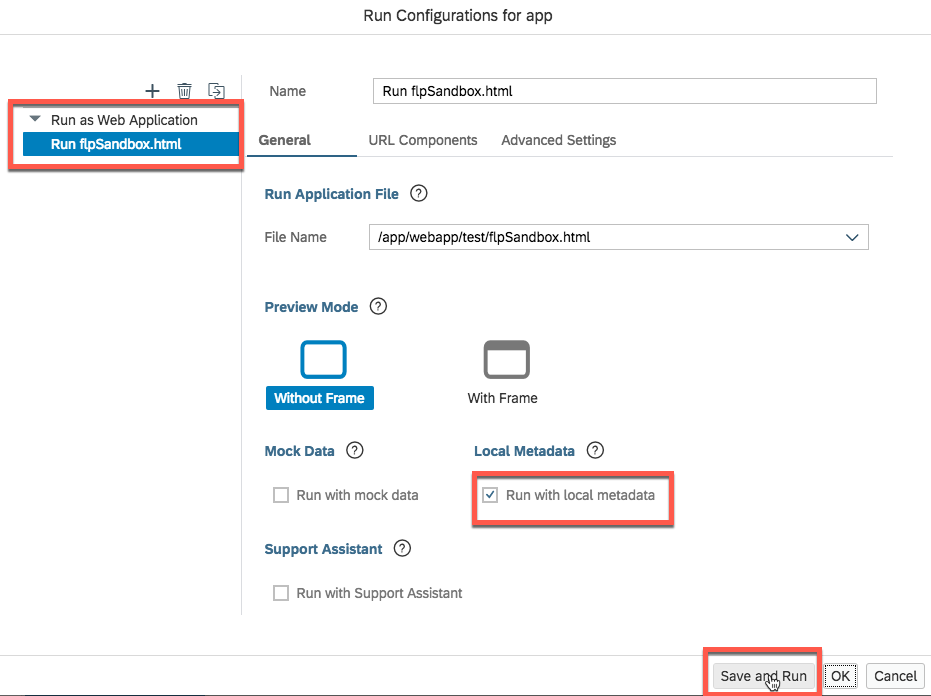 Run Configurations for app
Name
Run flpSandbox.html
Run as Web Application
Run flpSandbox.html
General URL Components Advanced Settings
Run Application File ?
File Name
/app/webapp/test/flpSandbox.html
Preview Mode ?
Without Frame With Frame
Mock Data ? Local Metadata ?
Run with mock data Run with local metadata
Support Assistant ?
Run with Support Assistant
Save and Run OK Cancel